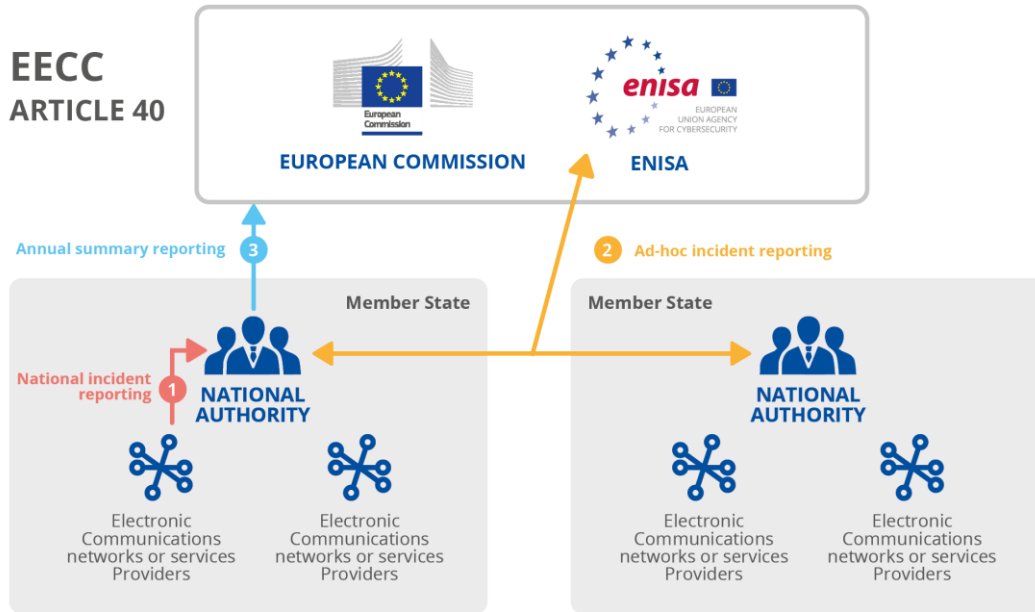 EECC
ARTICLE 40
European
Commission
EUROPEAN COMMISSION
enisa
EUROPEAN
UNION AGENCY
FOR CYBERSECURITY
ENISA
Annual summary reporting
3
2
Ad-hoc incident reporting
Member State
NATIONAL
AUTHORITY
National incident
reporting
1
Electronic
Communications
networks or services
Providers
Electronic
Communications
networks or services
Providers
Member State
NATIONAL
AUTHORITY
Electronic
Communications
networks or services
Providers
Electronic
Communications
networks or services
Providers